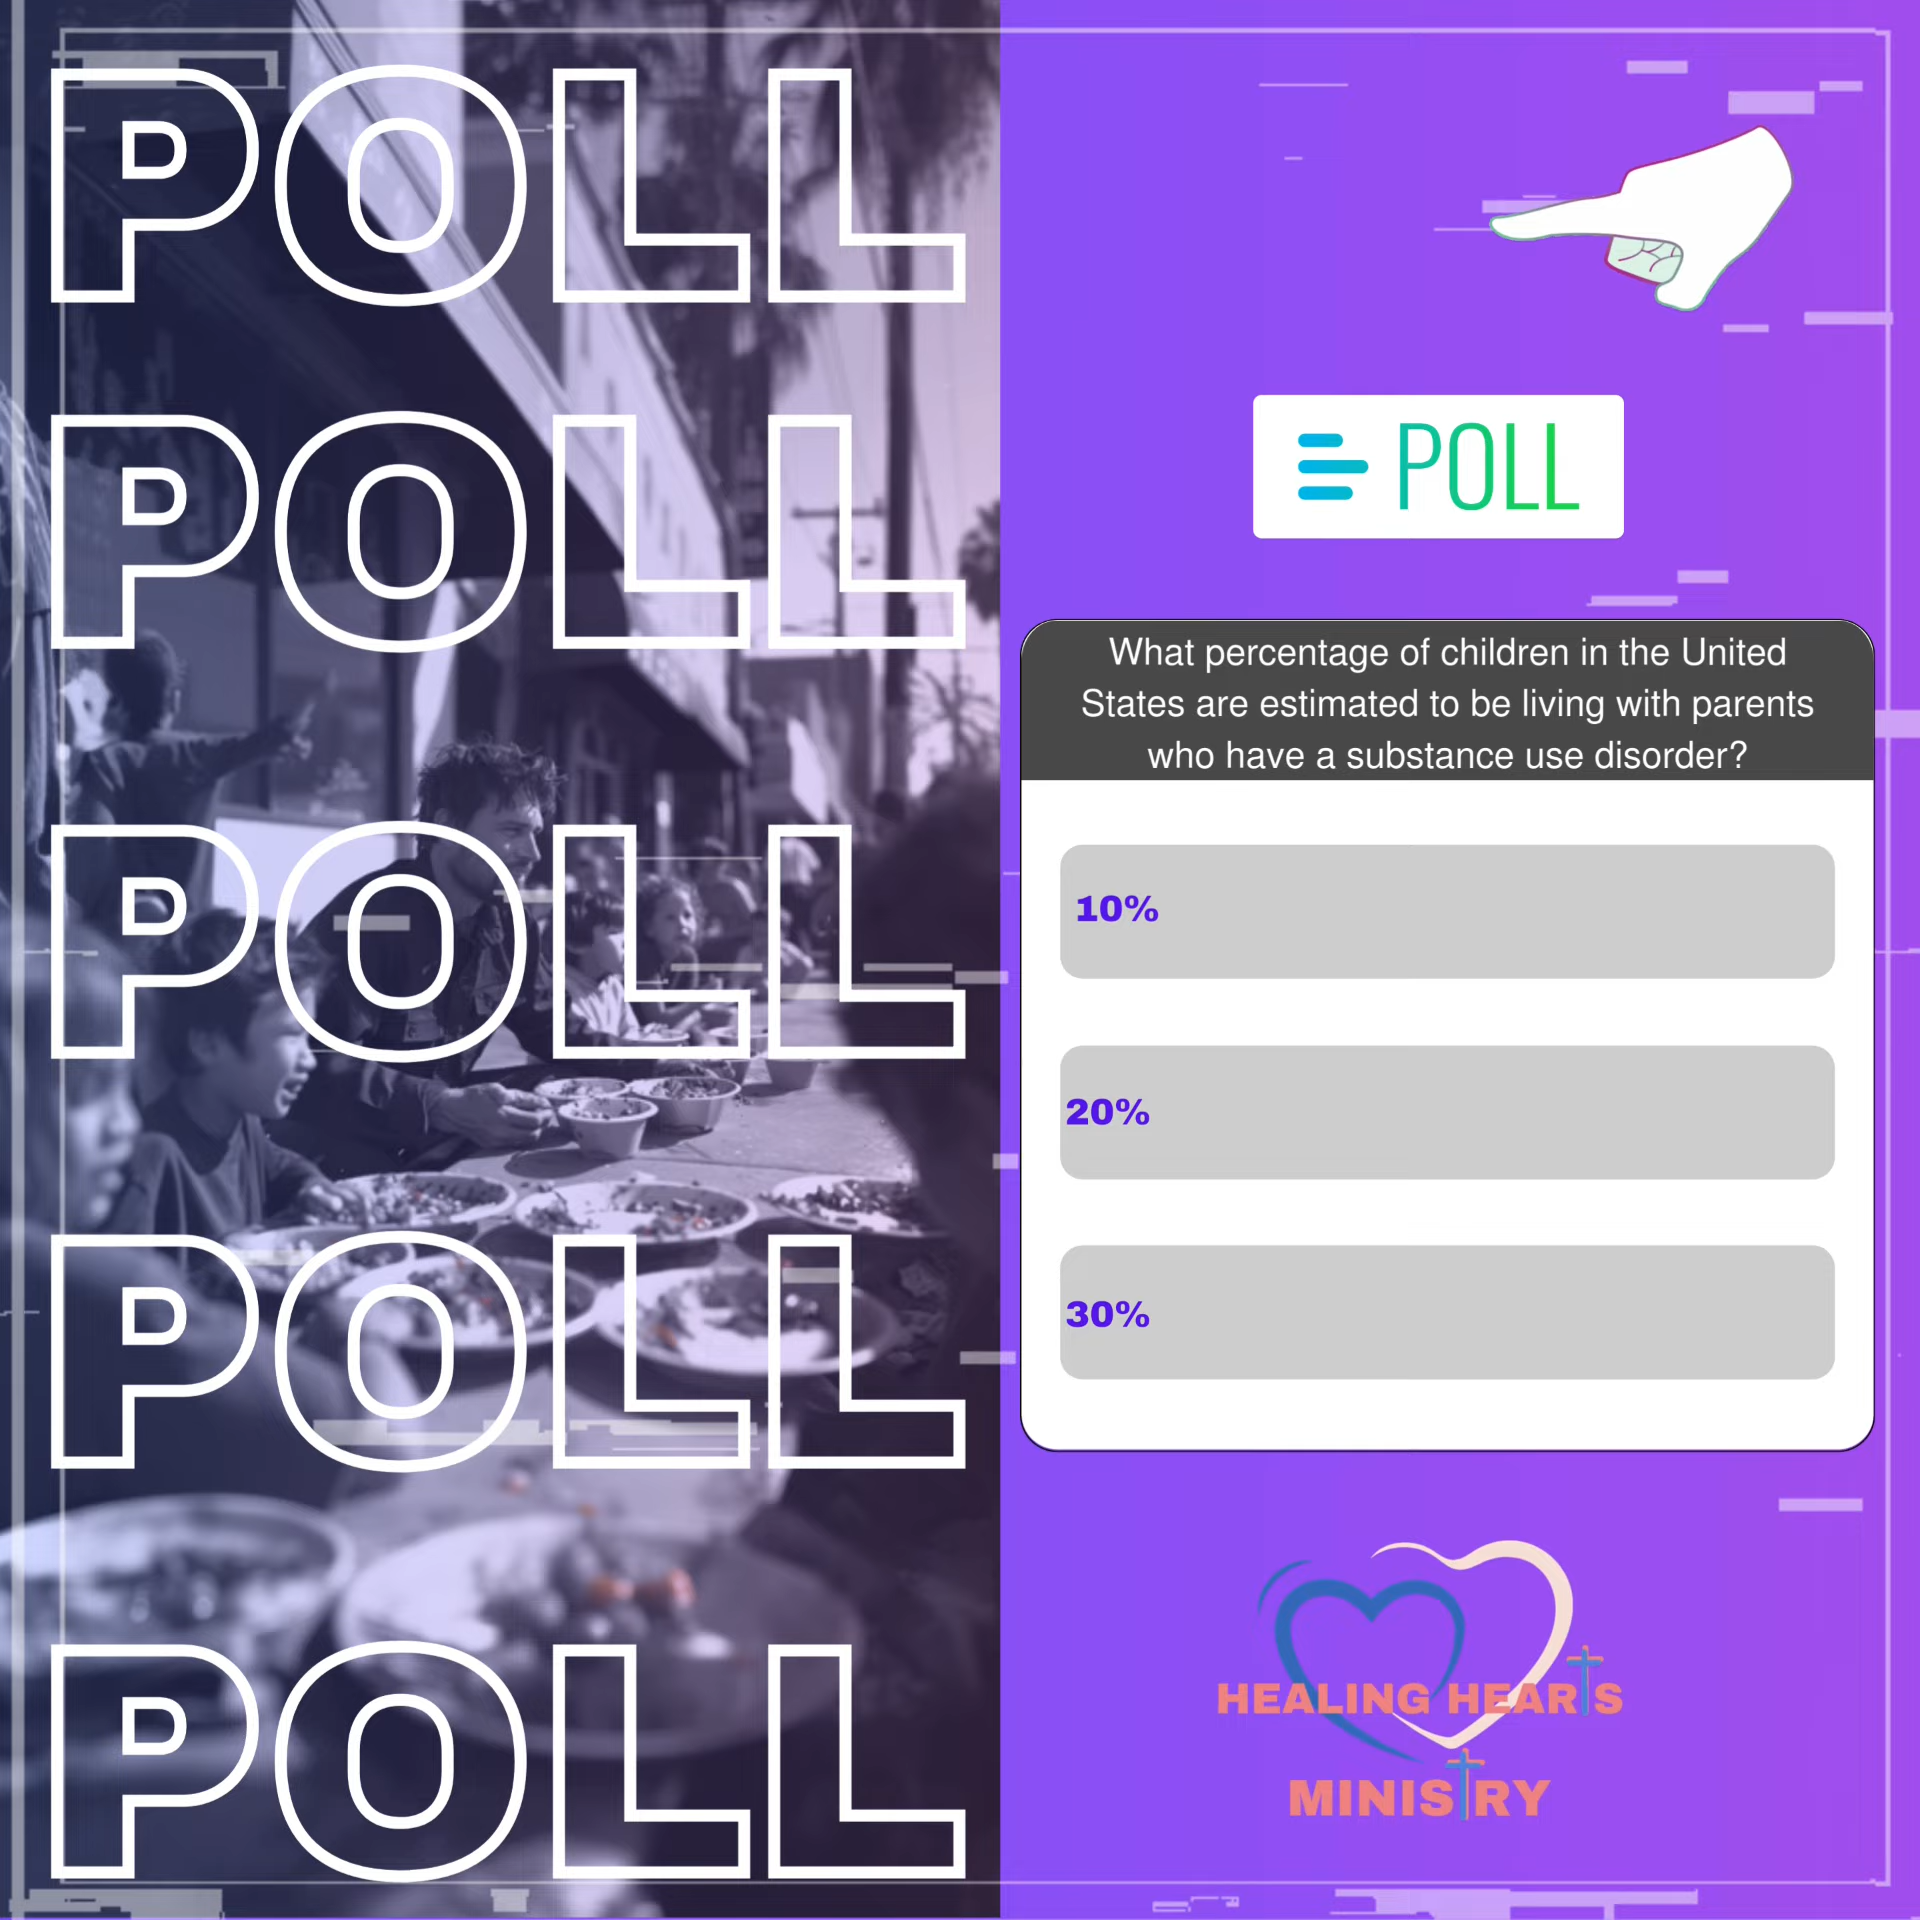 POLL
POLL
POLL
POLL
POLL
POLL
What percentage of children in the United
States are estimated to be living with parents
who have a substance use disorder?
10%
20%
30%
HEALING HEARTS
MINISTRY